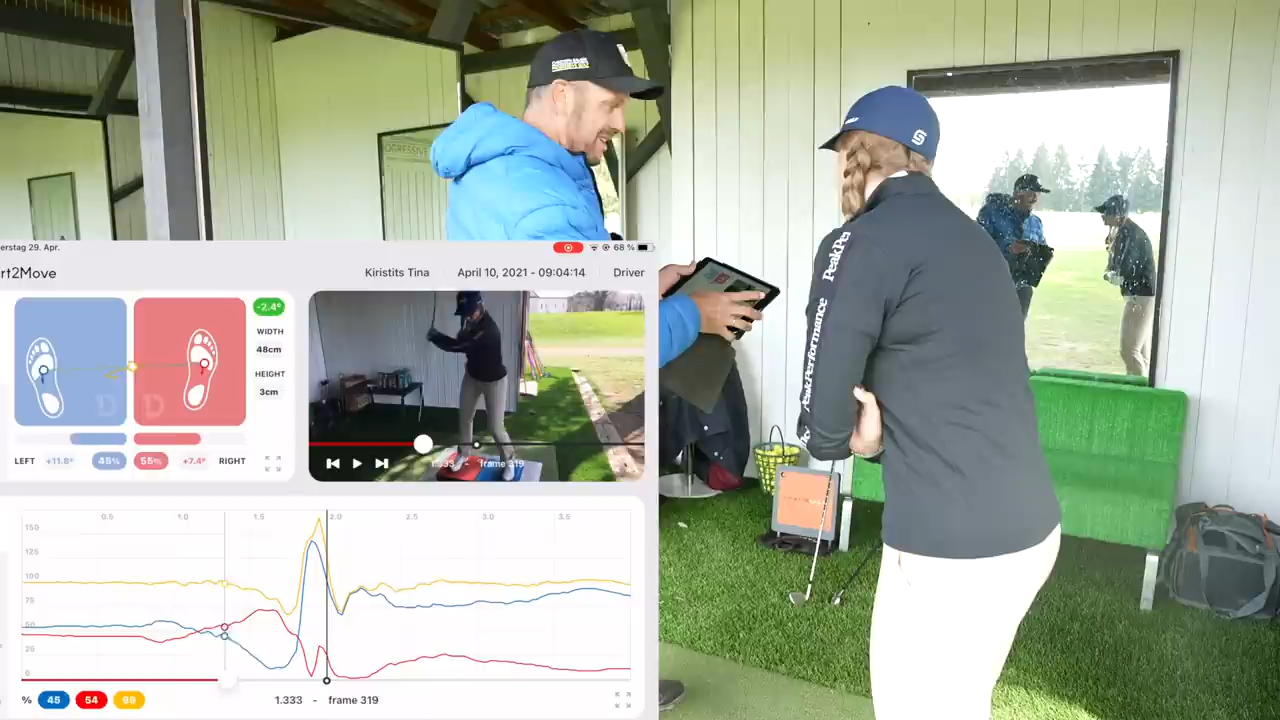 OGRESSIVE
erstag 29. Apr.
68 %
rt2Move
Kiristits Tina
April 10, 2021 - 09:04:14
Driver
-2.4°
WIDTH
48cm
HEIGHT
3cm
LEFT
+11.8°
45%
55%
+7.4°
RIGHT
1.333 - frame 319
0.5
1.0
1.5
2.0
2.5
3.0
3.5
150
125
100
75
50
25
0
%
45
54
99
1.333 - frame 319
PeakPer
PeakPerformance